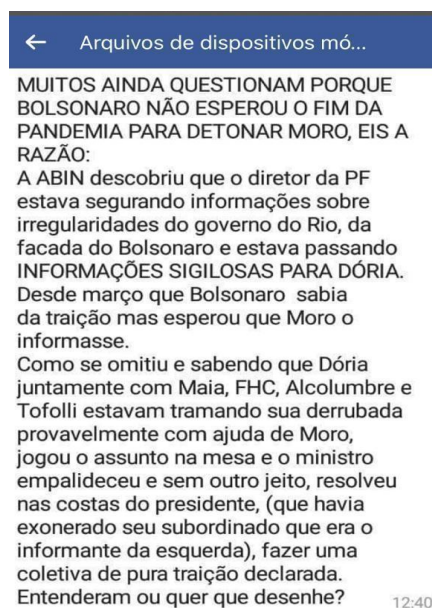 ← Arquivos de dispositivos mó...
MUITOS AINDA QUESTIONAM PORQUE
BOLSONARO NÃO ESPEROU O FIM DA
PANDEMIA PARA DETONAR MORO, EIS A
RAZÃO:
A ABIN descobriu que o diretor da PF
estava segurando informações sobre
irregularidades do governo do Rio, da
facada do Bolsonaro e estava passando
INFORMAÇÕES SIGILOSAS PARA DÓRIA.
Desde março que Bolsonaro sabia
da traição mas esperou que Moro o
informasse.
Como se omitiu e sabendo que Dória
juntamente com Maia, FHC, Alcolumbre e
Tofolli estavam tramando sua derrubada
provavelmente com ajuda de Moro,
jogou o assunto na mesa e o ministro
empalideceu e sem outro jeito, resolveu
nas costas do presidente, (que havia
exonerado seu subordinado que era o
informante da esquerda), fazer uma
coletiva de pura traição declarada.
Entenderam ou quer que desenhe?
12:40